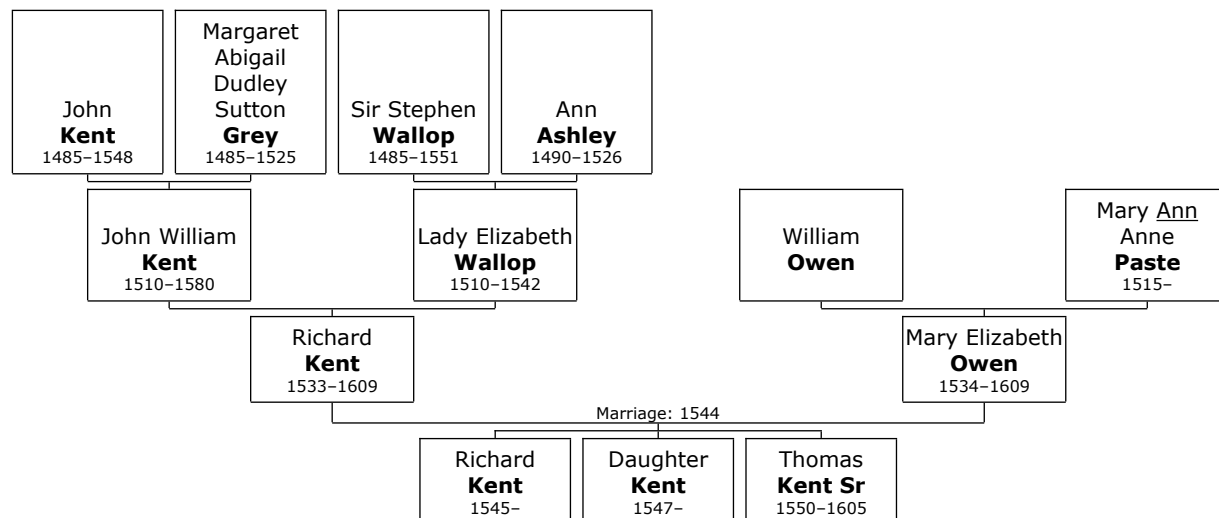 John
Kent
1485–1548
Margaret
Abigail
Dudley
Sutton
Grey
1485–1525
Sir Stephen
Wallop
1485–1551
Ann
Ashley
1490–1526
John William
Kent
1510–1580
Lady Elizabeth
Wallop
1510–1542
William
Owen
Mary Ann
Anne
Paste
1515–
Richard
Kent
1533–1609
Mary Elizabeth
Owen
1534–1609
Marriage: 1544
Richard
Kent
1545–
Daughter
Kent
1547–
Thomas
Kent Sr
1550–1605